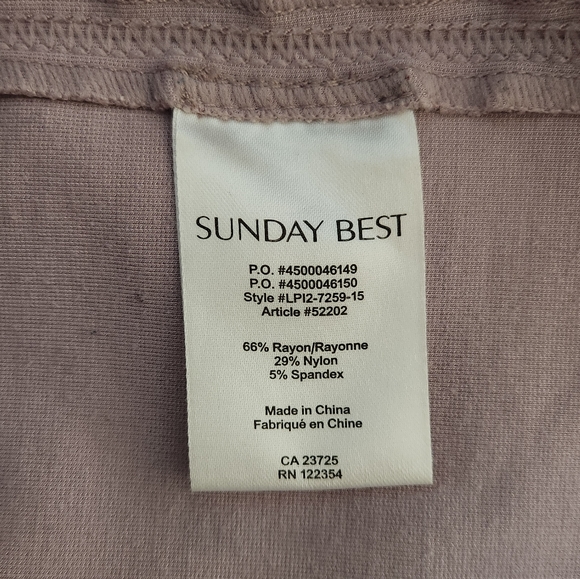 SUNDAY BEST
P.O. #4500046149
P.O. #4500046150
Style #LPI2-7259-15
Article #52202
66% Rayon/Rayonne
29% Nylon
5% Spandex
Made in China
Fabriqué en Chine
CA 23725
RN 122354